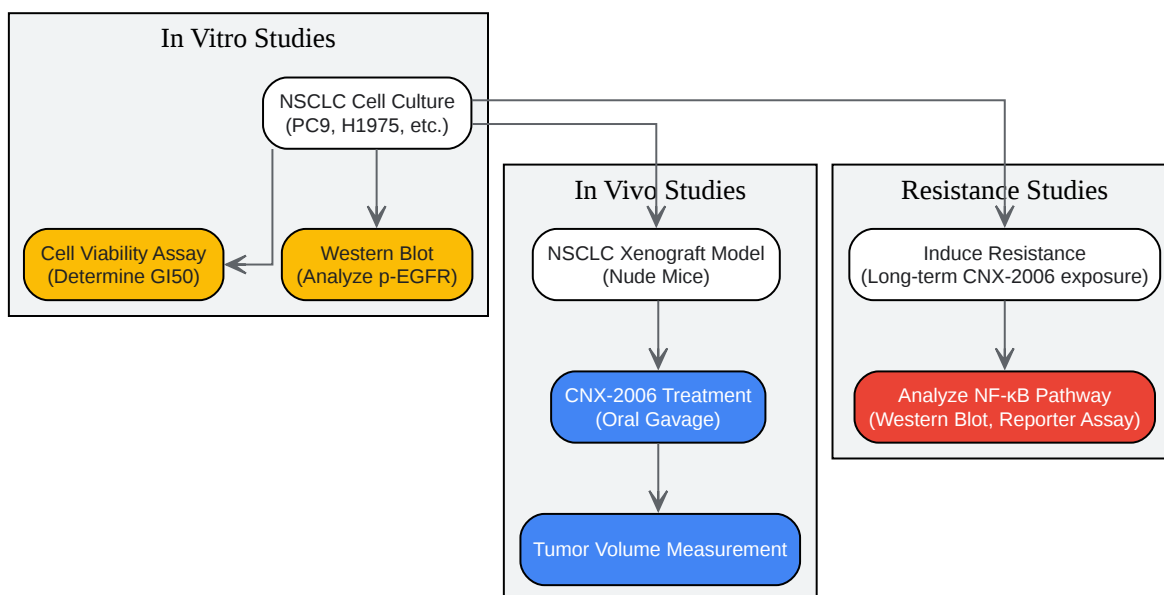 In Vitro Studies
NSCLC Cell Culture
(PC9, H1975, etc.)
Cell Viability Assay
(Determine GI50)
Western Blot
(Analyze p-EGFR)
In Vivo Studies
NSCLC Xenograft Model
(Nude Mice)
CNX-2006 Treatment
(Oral Gavage)
Tumor Volume Measurement
Resistance Studies
Induce Resistance
(Long-term CNX-2006 exposure)
Analyze NF-κB Pathway
(Western Blot, Reporter Assay)